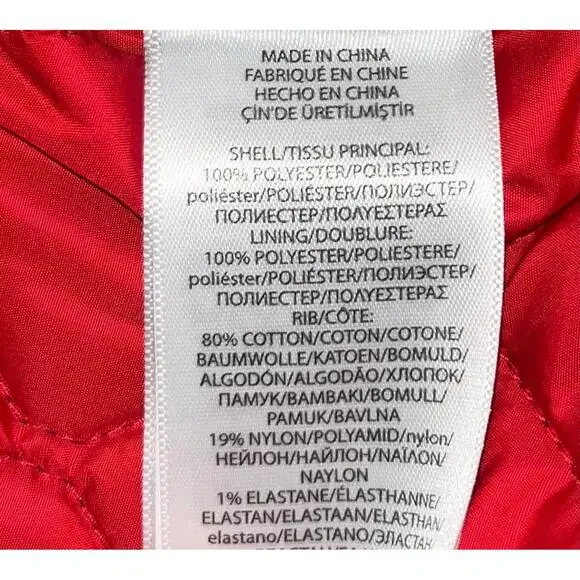 MADE IN CHINA
FABRIQUÉ EN CHINE
HECHO EN CHINA
ÇİN'DE ÜRETİLMİŞTİR
SHELL/TISSU PRINCIPAL:
100% POLYESTER/POLIESTERE/
poliéster/POLIÉSTER/ПОЛИЭСТЕР/
ПОЛИЕСТЕР/ΠΟΛΥΕΣΤΕΡΑΣ
LINING/DOUBLURE:
100% POLYESTER/POLIESTERE/
poliéster/POLIÉSTER/ПОЛИЭСТЕР/
ПОЛИЕСТЕР/ΠΟΛΥΕΣΤΕΡΑΣ
RIB/CÔTE:
80% COTTON/COTON/COTONE/
BAUMWOLLE/KATOEN/BOMULD/
ALGODÓN/ALGODÃO/ХЛОПОК/
ПАМУК/ΒΑΜΒΑΚΙ/BOMULL/
PAMUK/BAVLNA
19% NYLON/POLYAMID/nylon/
НЕЙЛОН/НАЙЛОН/ΝΑΪΛΟΝ/
NAYLON
1% ELASTANE/ÉLASTHANNE/
ELASTAN/ELASTAAN/ELASTHAN/
elastano/ELASTANO/ЭЛАСТАН